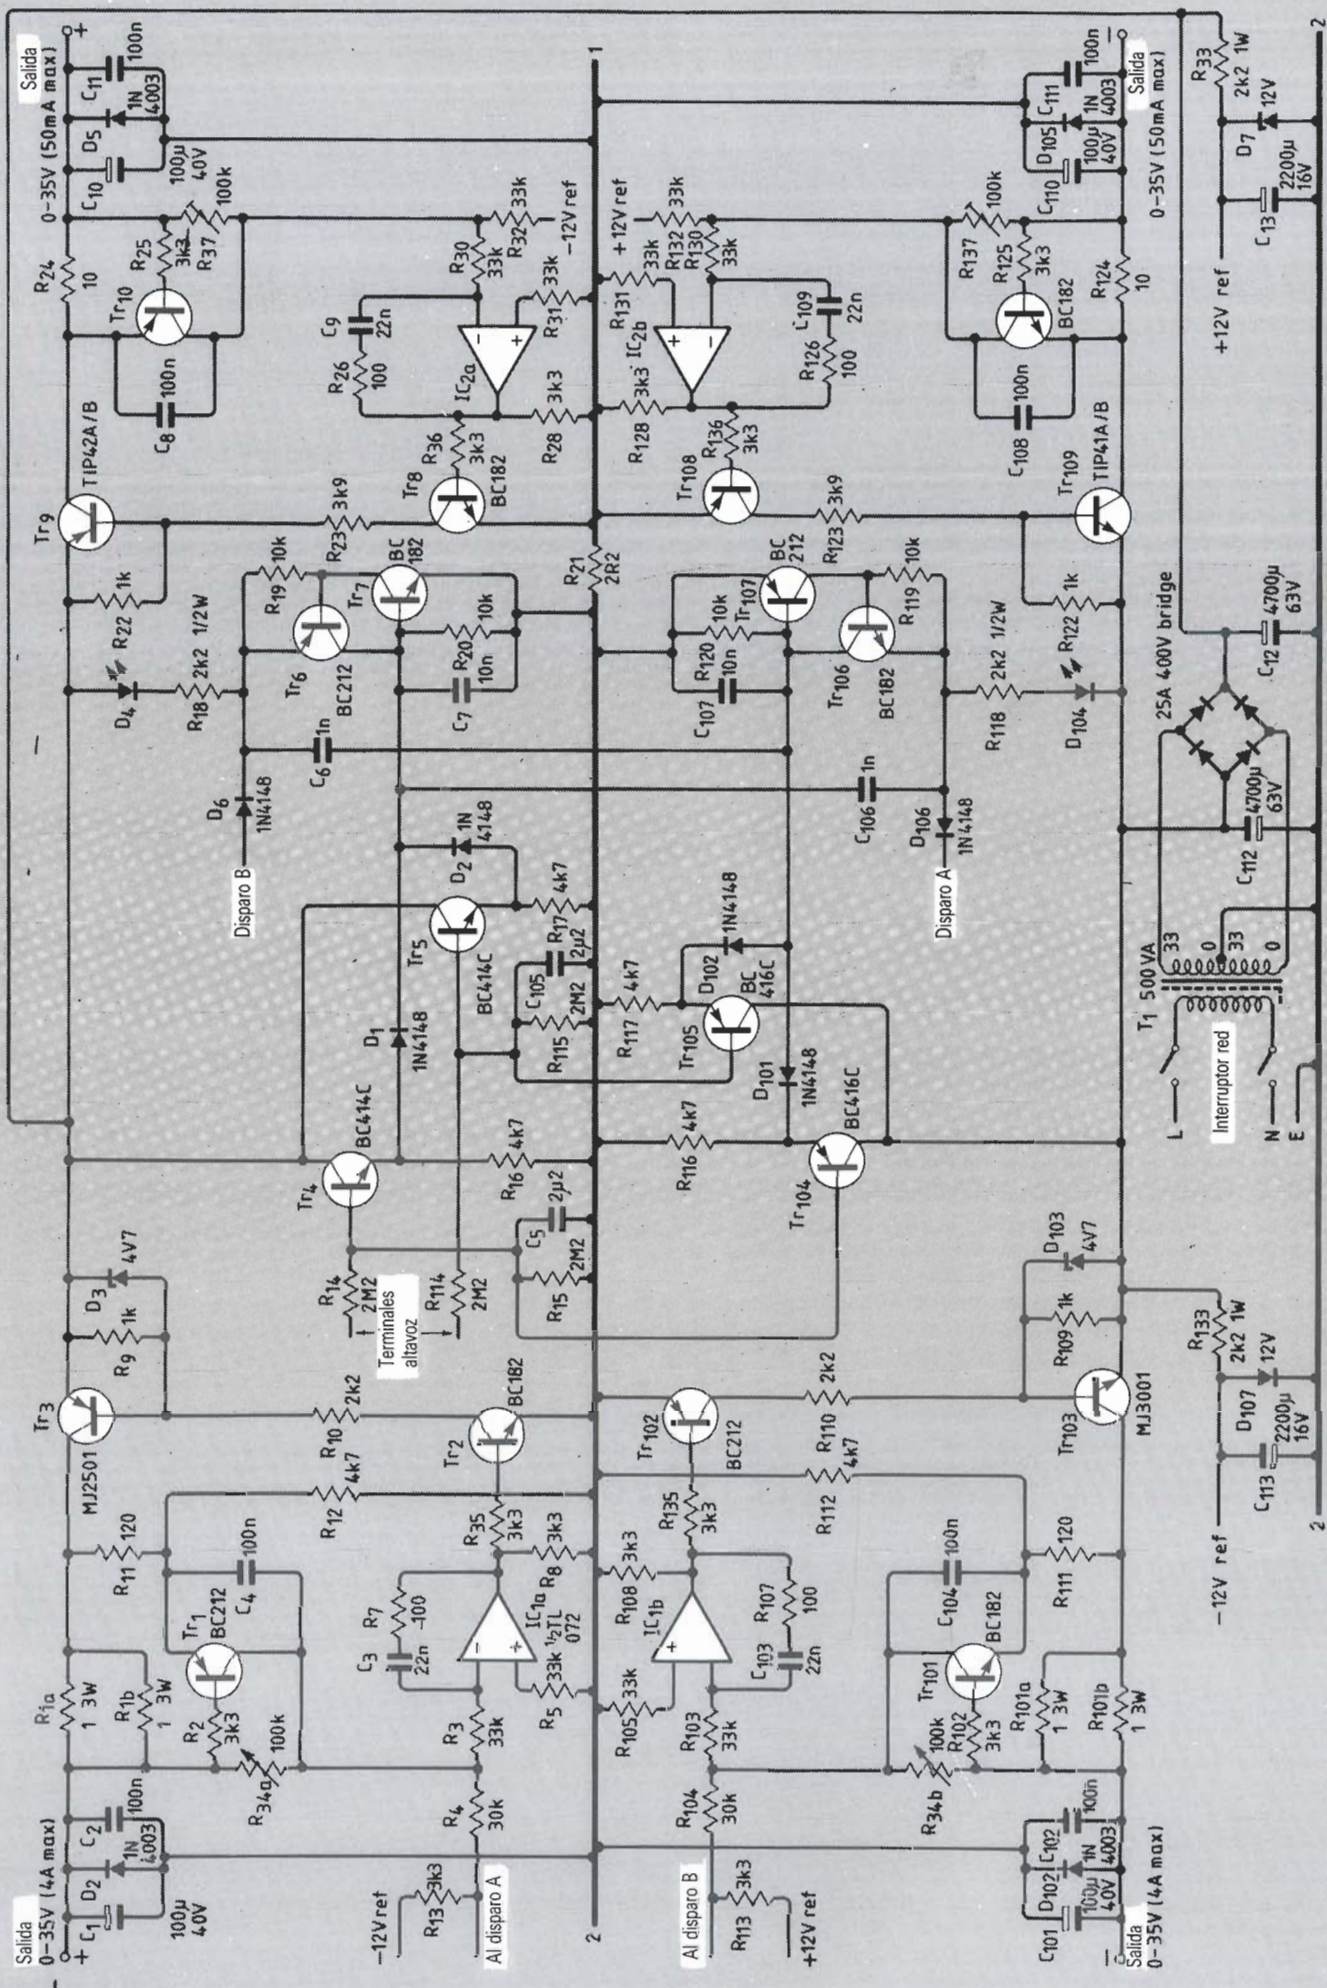 Salida
0-35V (4A max)
+
C1
100µ
40V
D2
1N
4003
C2
100n
R1a
1 3W
R1b
1 3W
R2
3k3
R34a
100k
Tr1
BC212
C4
100n
R11
120
R12
4k7
MJ2501
Tr3
R9
1k
D3
4V7
R10
2k2
Tr2
BC182
R35
3k3
R8
3k3
R7
100
C3
22n
IC1a
½TL
072
R3
33k
R5
33k
R4
30k
R13
3k3
-12V ref
Al disparo A
2
Al disparo B
R113
3k3
+12V ref
R104
30k
R103
33k
R105
33k
IC1b
R108
3k3
R107
100
C103
22n
R135
3k3
Tr102
BC212
R110
2k2
R112
4k7
R111
120
C104
100n
Tr101
BC182
R102
3k3
R34b
100k
R101a
1 3W
R101b
1 3W
C101
100µ
40V
D102
1N
4003
C102
100n
−
Salida
0-35V (4A max)
Tr103
MJ3001
R109
1k
D103
4V7
Terminales
altavoz
R14
2M2
R114
2M2
R15
2M2
C5
2µ2
Tr4
BC414C
R16
4k7
D1
1N4148
Tr5
BC414C
R17
4k7
D2
1N
4148
R115
2M2
C105
2µ2
R116
4k7
Tr104
BC416C
D101
1N4148
Tr105
BC
416C
R117
4k7
D102
1N4148
Disparo B
D6
1N4148
C6
1n
D4
R18
2k2 1/2W
R22
1k
R19
10k
Tr6
BC212
Tr7
BC
182
R20
10k
C7
10n
R21
2R2
R23
3k9
Tr9
TIP42A/B
Tr8
BC182
R36
3k3
R28
3k3
R26
100
C9
22n
IC2a
R30
33k
R31
33k
R32
33k
-12V ref
C8
100n
Tr10
R25
3k3
R37
100k
R24
10
C10
100µ
40V
D5
1N
4003
C11
100n
+
Salida
0-35V (50mA max)
1
Disparo A
D106
1N4148
C106
1n
C107
10n
R120
10k
Tr107
BC
212
Tr106
BC182
R119
10k
R118
2k2 1/2W
D104
R122
1k
R123
3k9
Tr108
R136
3k3
R128
3k3
IC2b
R126
100
C109
22n
R131
33k
R130
33k
R132
33k
+12V ref
Tr109
TIP41A/B
C108
100n
BC182
R125
3k3
R137
100k
R124
10
C110
100µ
40V
D105
1N
4003
C111
100n
−
Salida
0-35V (50mA max)
2
-12V ref
C113
2200µ
16V
D107
12V
R133
2k2 1W
L
Interruptor red
N
E
T1 500VA
33
0
33
0
C112
4700µ
63V
25A 400V bridge
C12
4700µ
63V
+12V ref
C13
2200µ
16V
D7
12V
R33
2k2 1W
2